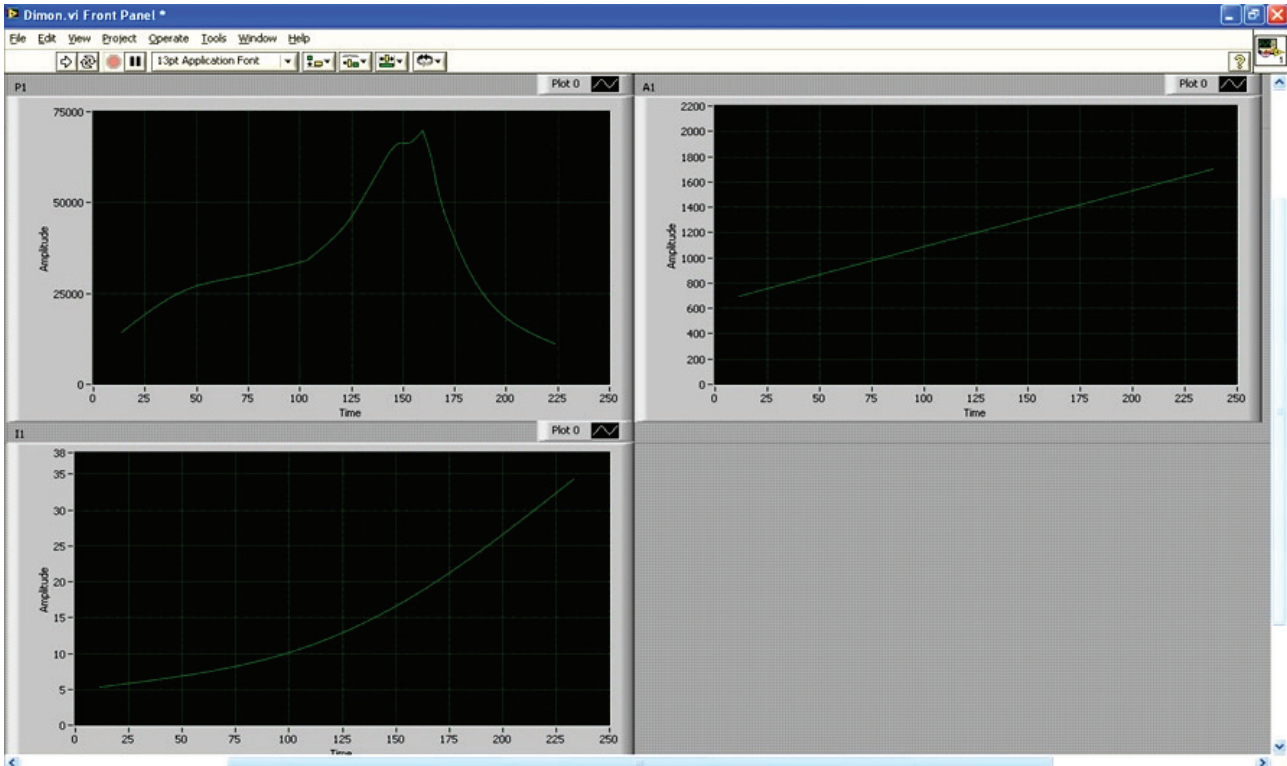 Dimon.vi Front Panel *
File Edit View Project Operate Tools Window Help
13pt Application Font
?
1
P1
Plot 0
75000
50000
25000
0
Amplitude
0 25 50 75 100 125 150 175 200 225 250
Time
A1
Plot 0
2200
2000
1800
1600
1400
1200
1000
800
600
400
200
0
Amplitude
0 25 50 75 100 125 150 175 200 225 250
Time
I1
Plot 0
38
35
30
25
20
15
10
5
0
Amplitude
0 25 50 75 100 125 150 175 200 225 250
Time